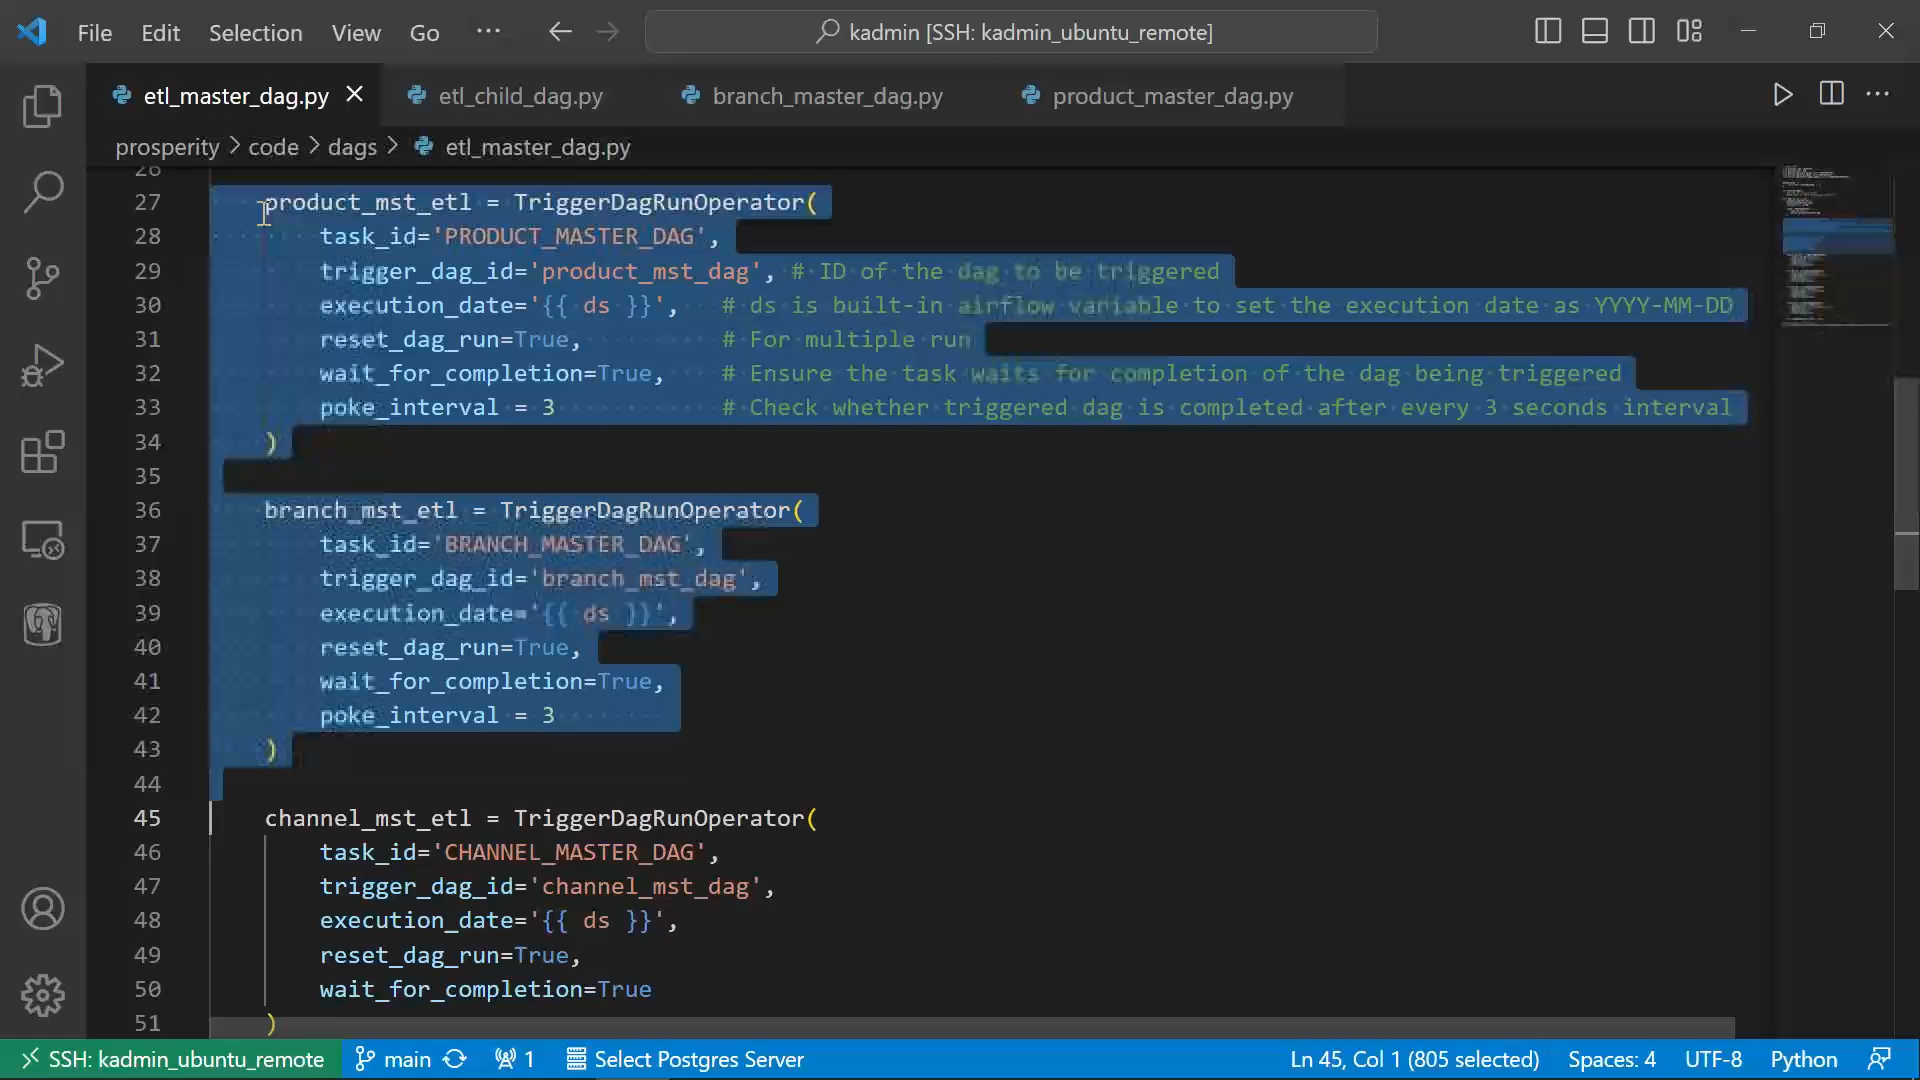 File Edit Selection View Go ··· kadmin [SSH: kadmin_ubuntu_remote]
etl_master_dag.py etl_child_dag.py branch_master_dag.py product_master_dag.py
prosperity > code > dags > etl_master_dag.py
26
27 product_mst_etl = TriggerDagRunOperator(
28 task_id='PRODUCT_MASTER_DAG',
29 trigger_dag_id='product_mst_dag', # ID of the dag to be triggered
30 execution_date='{{ ds }}', # ds is built-in airflow variable to set the execution date as YYYY-MM-DD
31 reset_dag_run=True, # For multiple run
32 wait_for_completion=True, # Ensure the task waits for completion of the dag being triggered
33 poke_interval = 3 # Check whether triggered dag is completed after every 3 seconds interval
34 )
35
36 branch_mst_etl = TriggerDagRunOperator(
37 task_id='BRANCH_MASTER_DAG',
38 trigger_dag_id='branch_mst_dag',
39 execution_date='{{ ds }}',
40 reset_dag_run=True,
41 wait_for_completion=True,
42 poke_interval = 3
43 )
44
45 channel_mst_etl = TriggerDagRunOperator(
46 task_id='CHANNEL_MASTER_DAG',
47 trigger_dag_id='channel_mst_dag',
48 execution_date='{{ ds }}',
49 reset_dag_run=True,
50 wait_for_completion=True
51 )
SSH: kadmin_ubuntu_remote main 1 Select Postgres Server Ln 45, Col 1 (805 selected) Spaces: 4 UTF-8 Python